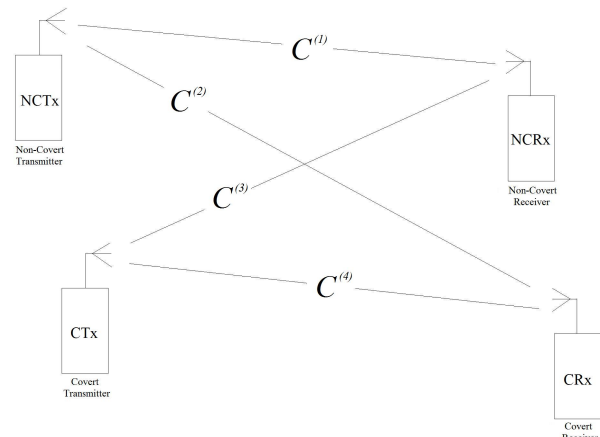 C(1)
NCTx
C(2)
NCRx
Non-Covert
Transmitter
Non-Covert
Receiver
C(3)
C(4)
CTx
CRx
Covert
Transmitter
Covert